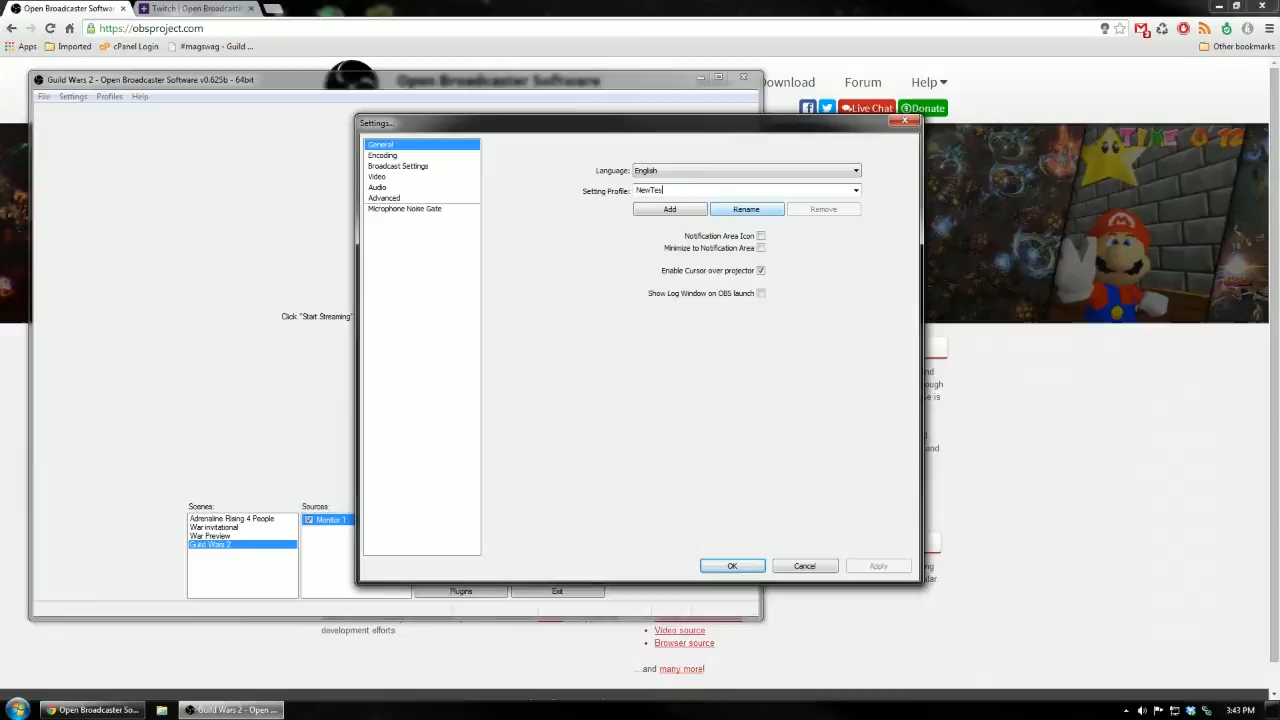 Open Broadcaster Softwar
Twitch | Dashboard
https://obsproject.com
Apps
Imported
cPanel Login
#magswag - Guild ...
Other bookmarks
Open Broadcaster Software
Download
Forum
Help
Live Chat
Donate
Guild Wars 2 - Open Broadcaster Software v0.625b - 64bit
File
Settings
Profiles
Help
Settings...
General
Encoding
Broadcast Settings
Video
Audio
Advanced
Microphone Noise Gate
Language:
English
Setting Profile:
NewTes
Add
Rename
Remove
Notification Area Icon
Minimize to Notification Area
Enable Cursor over projector
Show Log Window on OBS launch
Click "Start Streaming"
Scenes:
Adrenaline Rising 4 People
War invitational
War Preview
Guild Wars 2
Sources:
Monitor 1
OK
Cancel
Apply
Plugins
Exit
development efforts
Video source
Browser source
...and many more!
Open Broadcaster So...
Guild Wars 2 - Open ...
3:43 PM